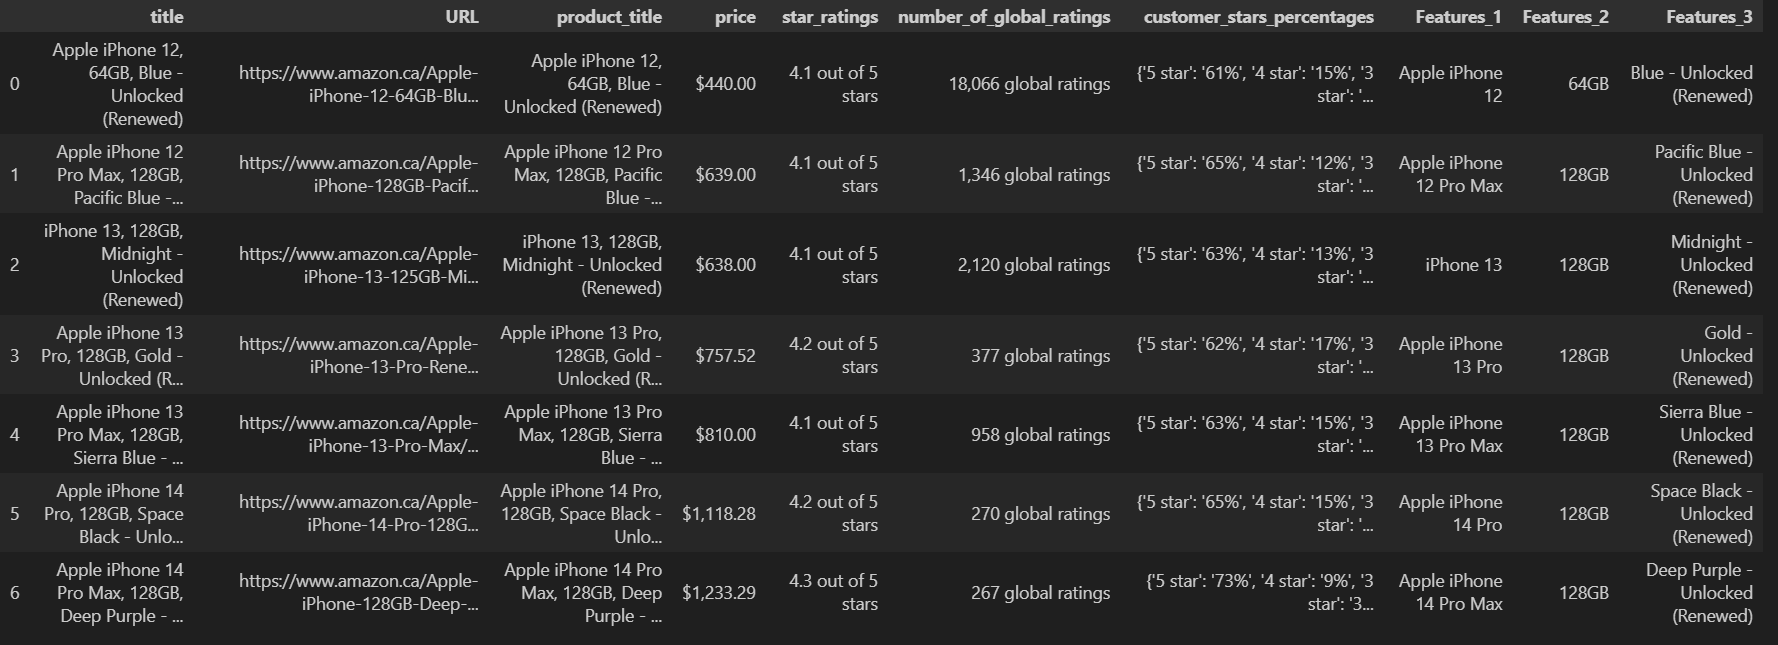 title URL product_title price star_ratings number_of_global_ratings customer_stars_percentages Features_1 Features_2 Features_3
0
Apple iPhone 12,
64GB, Blue -
Unlocked
(Renewed)
https://www.amazon.ca/Apple-
iPhone-12-64GB-Blu...
Apple iPhone 12,
64GB, Blue -
Unlocked (Renewed)
$440.00
4.1 out of 5
stars
18,066 global ratings
{'5 star': '61%', '4 star': '15%', '3
star': '...
Apple iPhone
12
64GB
Blue - Unlocked
(Renewed)
1
Apple iPhone 12
Pro Max, 128GB,
Pacific Blue -...
https://www.amazon.ca/Apple-
iPhone-128GB-Pacif...
Apple iPhone 12 Pro
Max, 128GB, Pacific
Blue -...
$639.00
4.1 out of 5
stars
1,346 global ratings
{'5 star': '65%', '4 star': '12%', '3
star': '...
Apple iPhone
12 Pro Max
128GB
Pacific Blue -
Unlocked
(Renewed)
2
iPhone 13, 128GB,
Midnight -
Unlocked
(Renewed)
https://www.amazon.ca/Apple-
iPhone-13-125GB-Mi...
iPhone 13, 128GB,
Midnight - Unlocked
(Renewed)
$638.00
4.1 out of 5
stars
2,120 global ratings
{'5 star': '63%', '4 star': '13%', '3
star': '...
iPhone 13
128GB
Midnight -
Unlocked
(Renewed)
3
Apple iPhone 13
Pro, 128GB, Gold -
Unlocked (R...
https://www.amazon.ca/Apple-
iPhone-13-Pro-Rene...
Apple iPhone 13 Pro,
128GB, Gold -
Unlocked (R...
$757.52
4.2 out of 5
stars
377 global ratings
{'5 star': '62%', '4 star': '17%', '3
star': '...
Apple iPhone
13 Pro
128GB
Gold -
Unlocked
(Renewed)
4
Apple iPhone 13
Pro Max, 128GB,
Sierra Blue - ...
https://www.amazon.ca/Apple-
iPhone-13-Pro-Max/...
Apple iPhone 13 Pro
Max, 128GB, Sierra
Blue - ...
$810.00
4.1 out of 5
stars
958 global ratings
{'5 star': '63%', '4 star': '15%', '3
star': '...
Apple iPhone
13 Pro Max
128GB
Sierra Blue -
Unlocked
(Renewed)
5
Apple iPhone 14
Pro, 128GB, Space
Black - Unlo...
https://www.amazon.ca/Apple-
iPhone-14-Pro-128G...
Apple iPhone 14 Pro,
128GB, Space Black -
Unlo...
$1,118.28
4.2 out of 5
stars
270 global ratings
{'5 star': '65%', '4 star': '15%', '3
star': '...
Apple iPhone
14 Pro
128GB
Space Black -
Unlocked
(Renewed)
6
Apple iPhone 14
Pro Max, 128GB,
Deep Purple - ...
https://www.amazon.ca/Apple-
iPhone-128GB-Deep-...
Apple iPhone 14 Pro
Max, 128GB, Deep
Purple - ...
$1,233.29
4.3 out of 5
stars
267 global ratings
{'5 star': '73%', '4 star': '9%', '3
star': '3...
Apple iPhone
14 Pro Max
128GB
Deep Purple -
Unlocked
(Renewed)